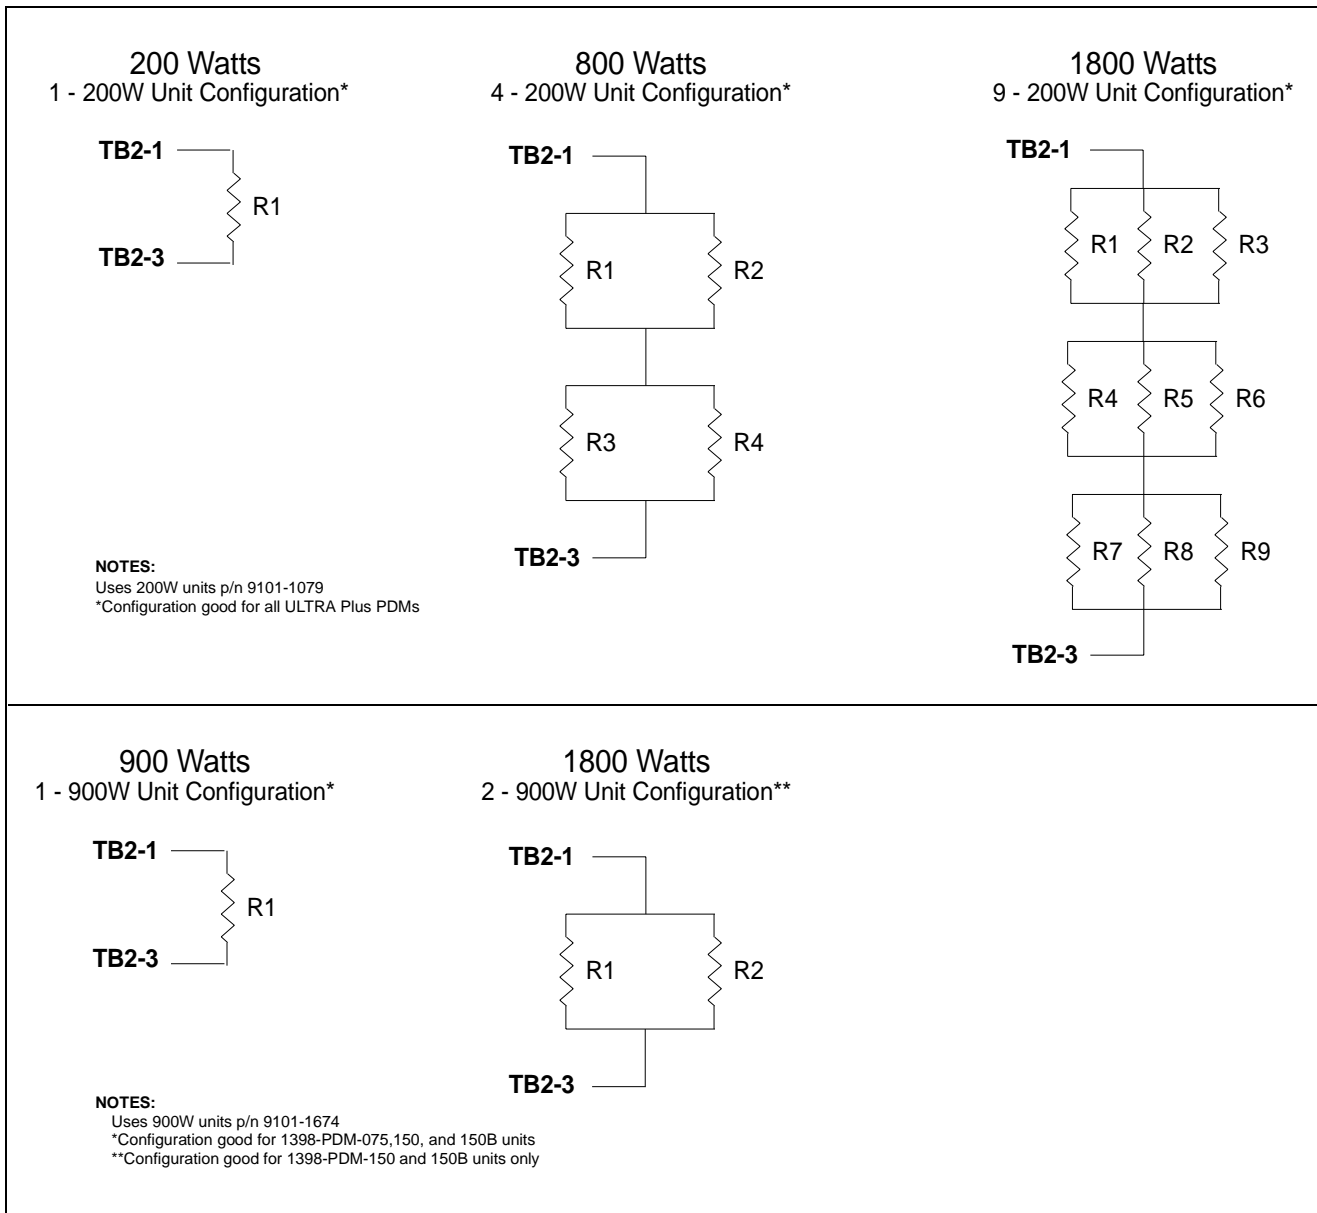 200 Watts
1 - 200W Unit Configuration*
TB2-1
R1
TB2-3
800 Watts
4 - 200W Unit Configuration*
TB2-1
R1
R2
R3
R4
TB2-3
1800 Watts
9 - 200W Unit Configuration*
TB2-1
R1
R2
R3
R4
R5
R6
R7
R8
R9
TB2-3
NOTES:
Uses 200W units p/n 9101-1079
*Configuration good for all ULTRA Plus PDMs
900 Watts
1 - 900W Unit Configuration*
TB2-1
R1
TB2-3
1800 Watts
2 - 900W Unit Configuration**
TB2-1
R1
R2
TB2-3
NOTES:
Uses 900W units p/n 9101-1674
*Configuration good for 1398-PDM-075,150, and 150B units
**Configuration good for 1398-PDM-150 and 150B units only